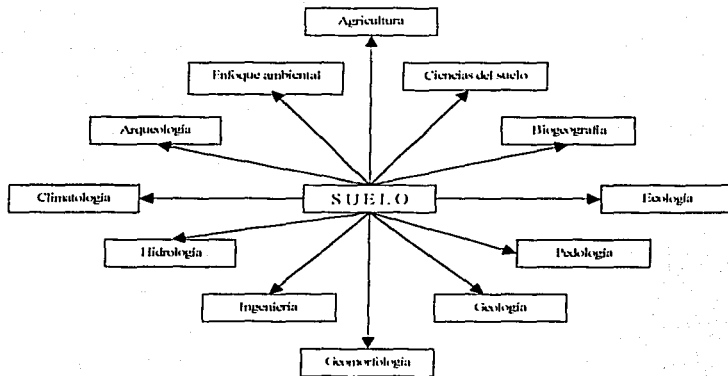 Agricultura
Enfoque ambiental
Ciencias del suelo
Arqueología
Biogeografía
Climatología
SUELO
Ecología
Hidrología
Pedología
Ingeniería
Geología
Geomorfología